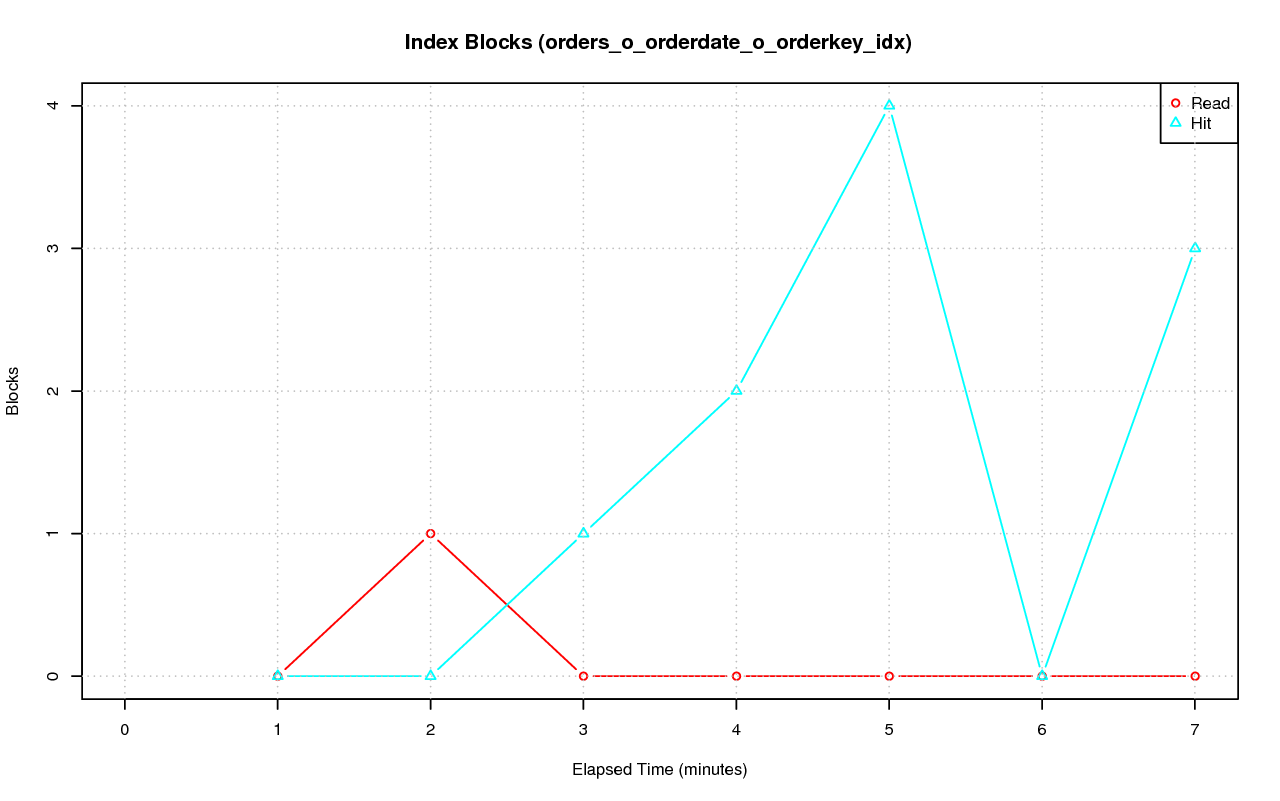 Index Blocks (orders_o_orderdate_o_orderkey_idx)
Read
Hit
4
3
2
1
0
Blocks
0 1 2 3 4 5 6 7
Elapsed Time (minutes)